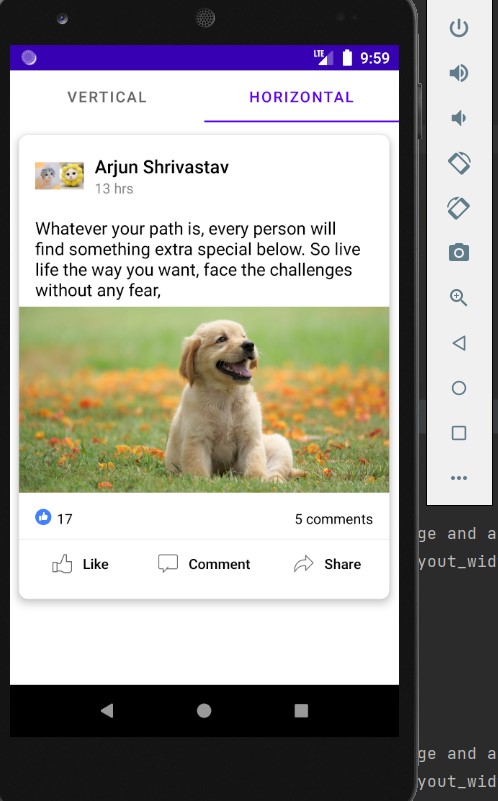 LTE 9:59
VERTICAL HORIZONTAL
Arjun Shrivastav
13 hrs
Whatever your path is, every person will
find something extra special below. So live
life the way you want, face the challenges
without any fear,
17 5 comments
Like Comment Share
ge and a
yout_wid
ge and a
yout_wid